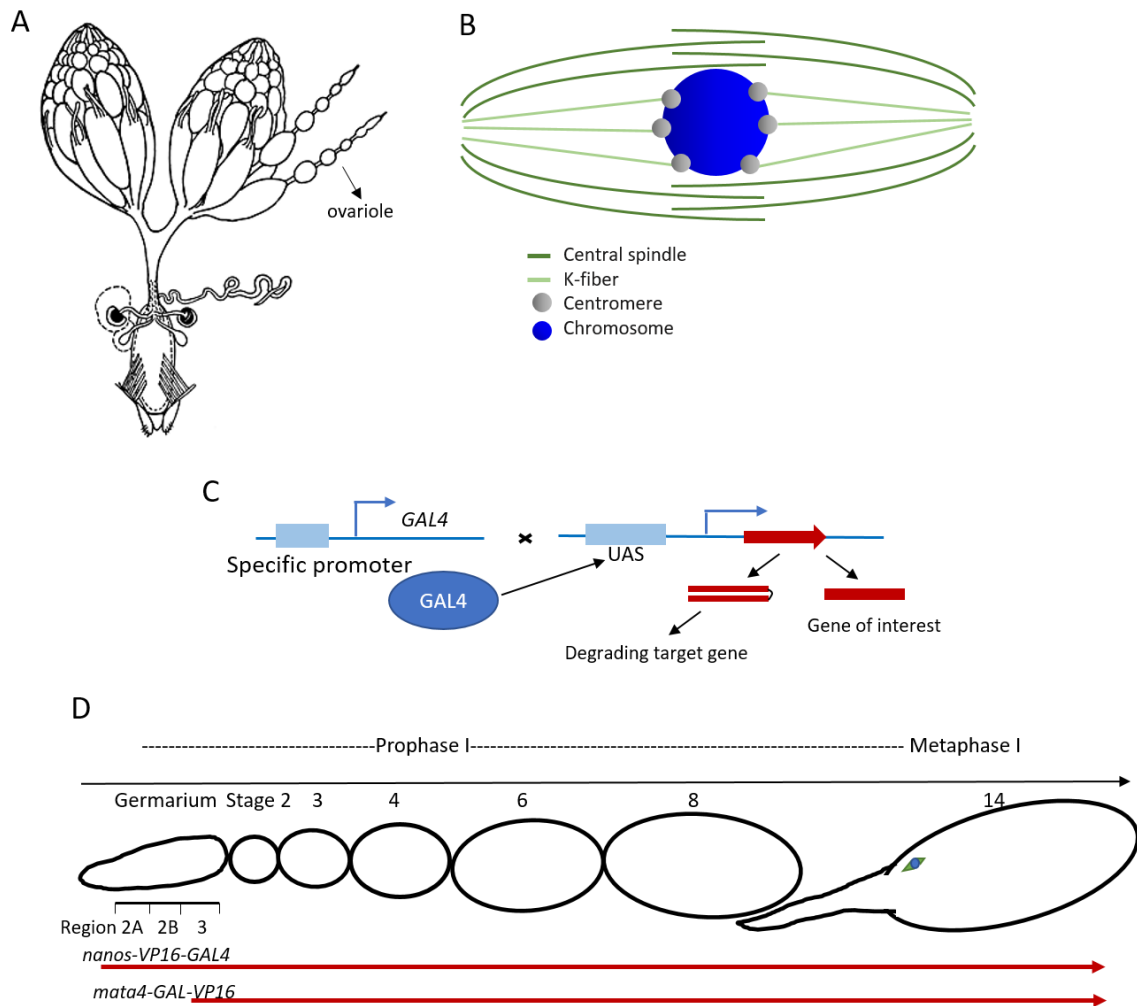 A
ovariole
B
Central spindle
K-fiber
Centromere
Chromosome
C
GAL4
Specific promoter
GAL4
UAS
Degrading target gene
Gene of interest
D
Prophase I
Metaphase I
Germarium Stage 2 3 4 6 8 14
Region 2A 2B 3
nanos-VP16-GAL4
mata4-GAL-VP16